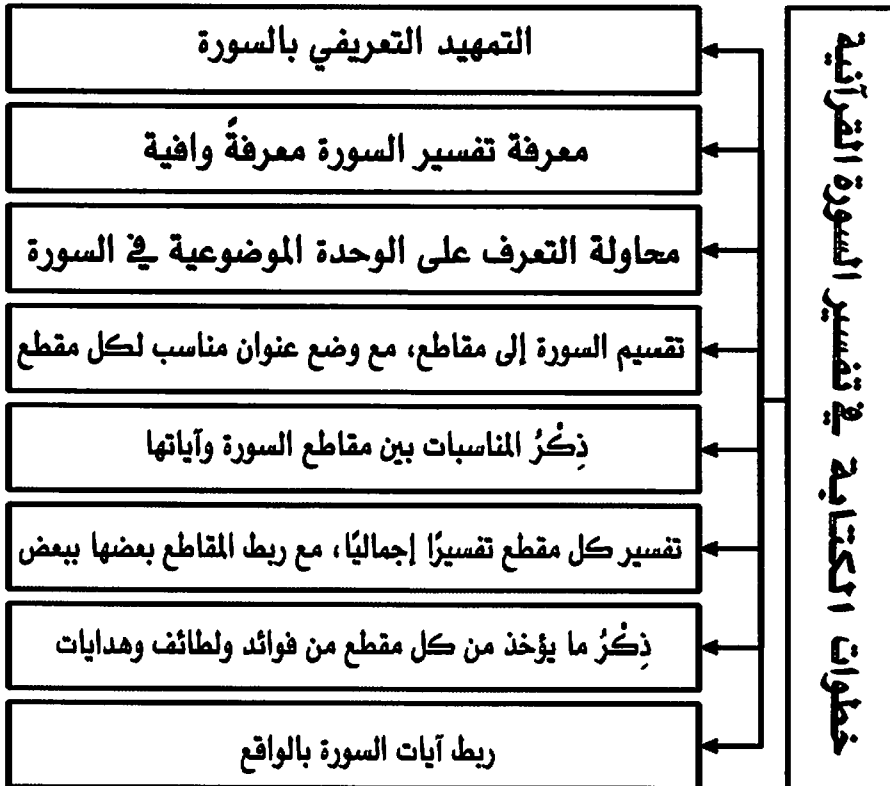 خطوات الكتابة في تفسير السورة القرآنية
التمهيد التعريفي بالسورة
معرفة تفسير السورة معرفةً وافية
محاولة التعرف على الوحدة الموضوعية في السورة
تقسيم السورة إلى مقاطع، مع وضع عنوان مناسب لكل مقطع
ذِكْرُ المناسبات بين مقاطع السورة وآياتها
تفسير كل مقطع تفسيرًا إجماليًا، مع ربط المقاطع بعضها ببعض
ذِكْرُ ما يؤخذ من كل مقطع من فوائد ولطائف وهدايات
ربط آيات السورة بالواقع